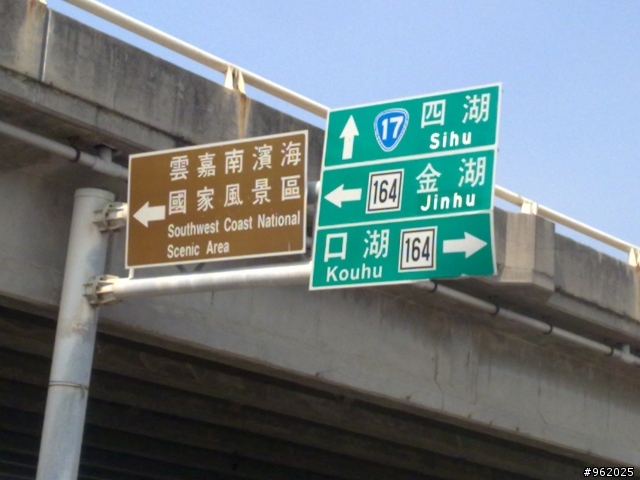 雲嘉南濱海
國家風景區
Southwest Coast National
Scenic Area
17 四湖
Sihu
164 金湖
Jinhu
口湖 164
Kouhu
#962025